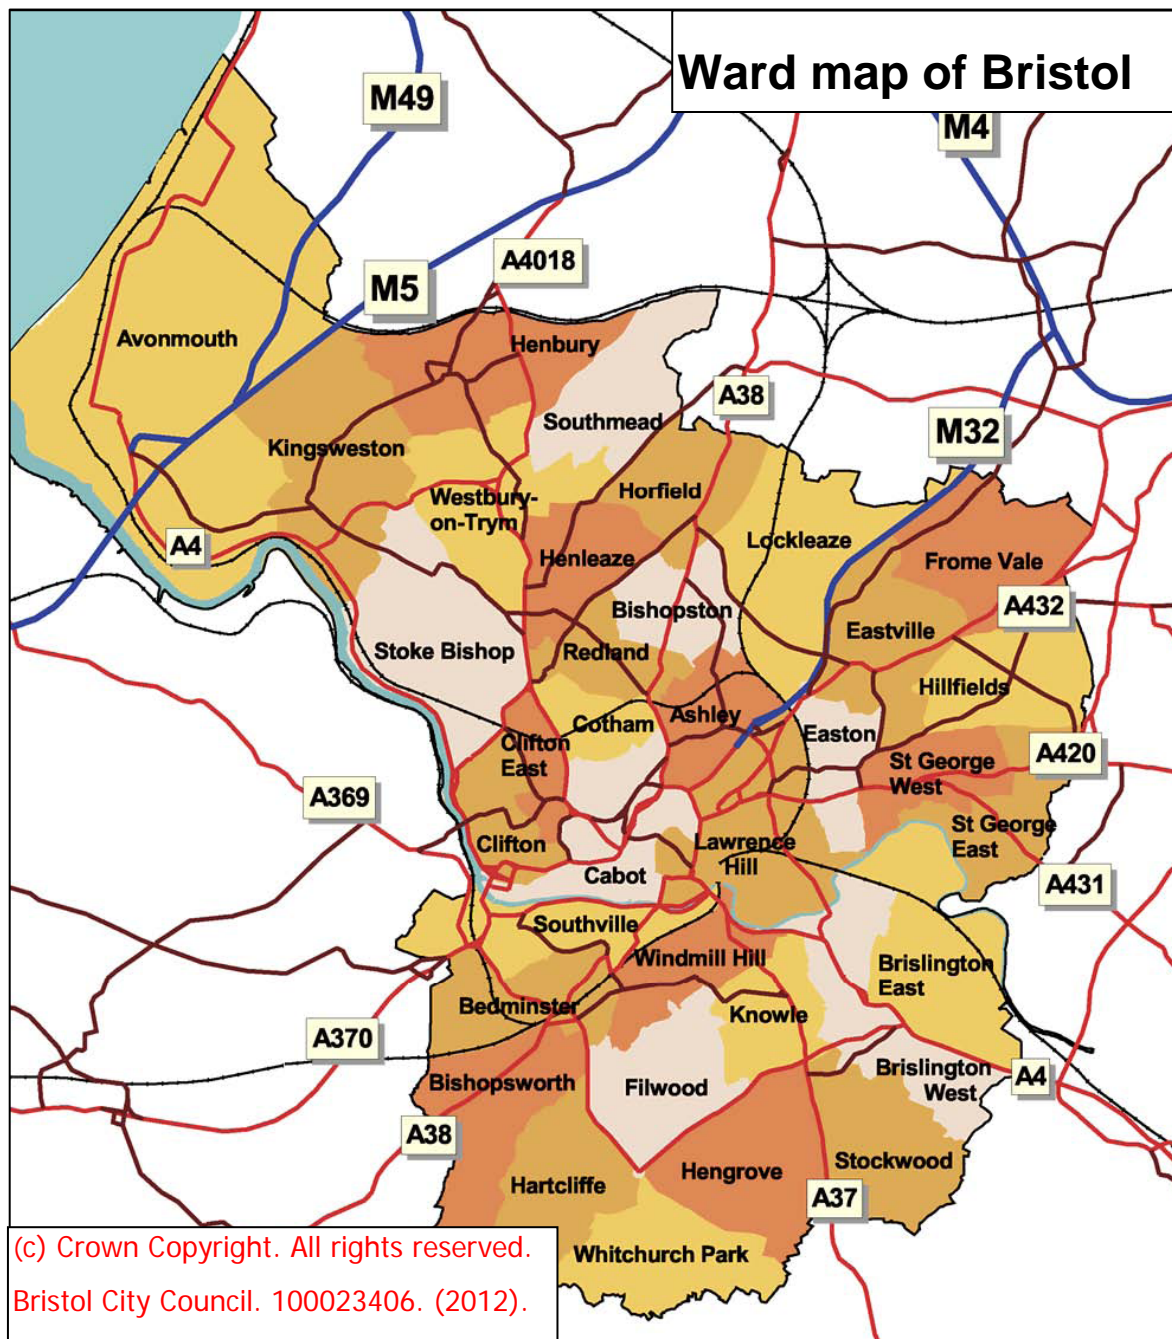 Ward map of Bristol
M49
M4
A4018
M5
Avonmouth
Henbury
A38
Southmead
M32
Kingsweston
Westbury-
on-Trym
Horfield
A4
Henleaze
Lockleaze
Frome Vale
A432
Bishopston
Eastville
Stoke Bishop
Redland
Hillfields
Cotham
Ashley
Easton
Clifton
East
St George
West
A420
A369
Clifton
Lawrence
Hill
St George
East
Cabot
A431
Southville
Windmill Hill
Brislington
East
Bedminster
Knowle
A370
Bishopsworth
Filwood
Brislington
West
A4
A38
Hartcliffe
Hengrove
Stockwood
A37
Whitchurch Park
(c) Crown Copyright. All rights reserved.
Bristol City Council. 100023406. (2012).